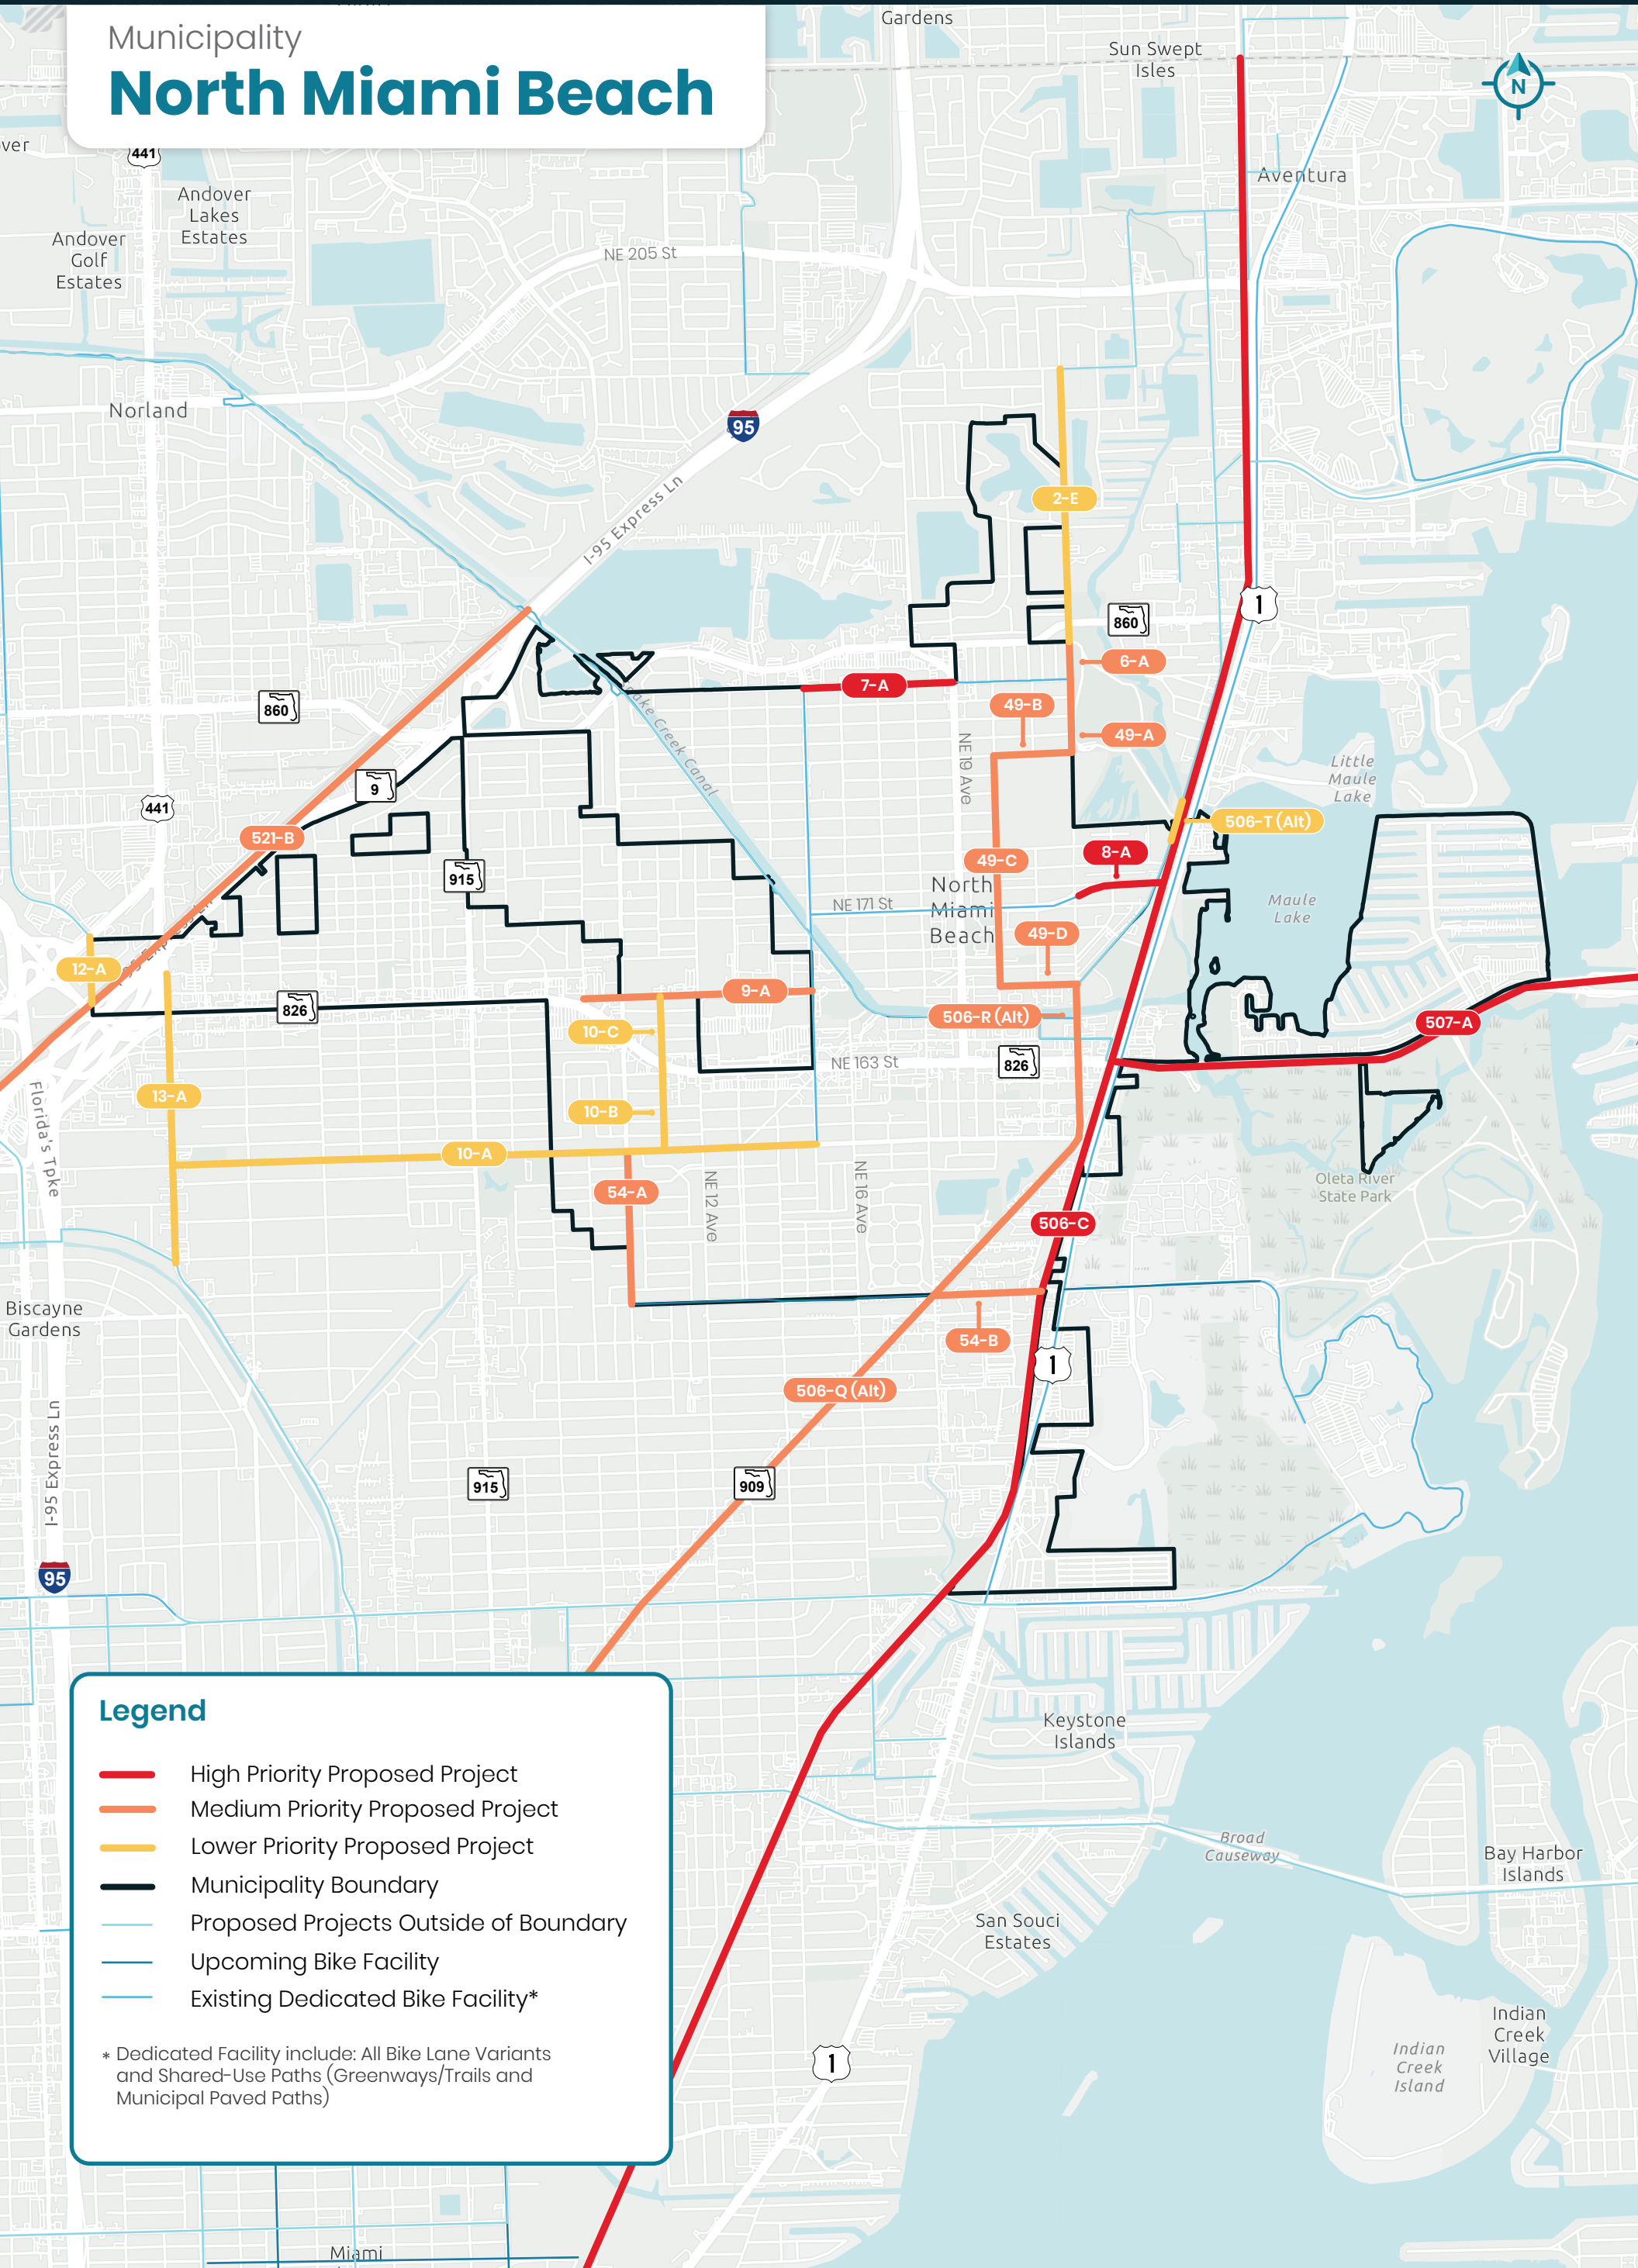 Municipality
North Miami Beach
Gardens
Sun Swept
Isles
N
441
Andover
Lakes
Estates
Andover
Golf
Estates
Aventura
NE 205 St
Norland
95
I-95 Express Ln
2-E
1
860
6-A
7-A
860
49-B
49-A
NE 19 Ave
Little
Maule
Lake
9
441
521-B
506-T (Alt)
8-A
49-C
915
North
Miami
Beach
NE 171 St
Maule
Lake
49-D
12-A
9-A
826
506-R (Alt)
507-A
10-C
NE 163 St
826
13-A
10-B
Florida's Tpke
10-A
54-A
NE 12 Ave
NE 16 Ave
Oleta River
State Park
506-C
Biscayne
Gardens
54-B
1
506-Q (Alt)
I-95 Express Ln
915
909
95
Legend
High Priority Proposed Project
Medium Priority Proposed Project
Lower Priority Proposed Project
Municipality Boundary
Proposed Projects Outside of Boundary
Upcoming Bike Facility
Existing Dedicated Bike Facility*
* Dedicated Facility include: All Bike Lane Variants
and Shared-Use Paths (Greenways/Trails and
Municipal Paved Paths)
Keystone
Islands
Broad
Causeway
Bay Harbor
Islands
San Souci
Estates
Indian
Creek
Village
Indian
Creek
Island
1
Miami